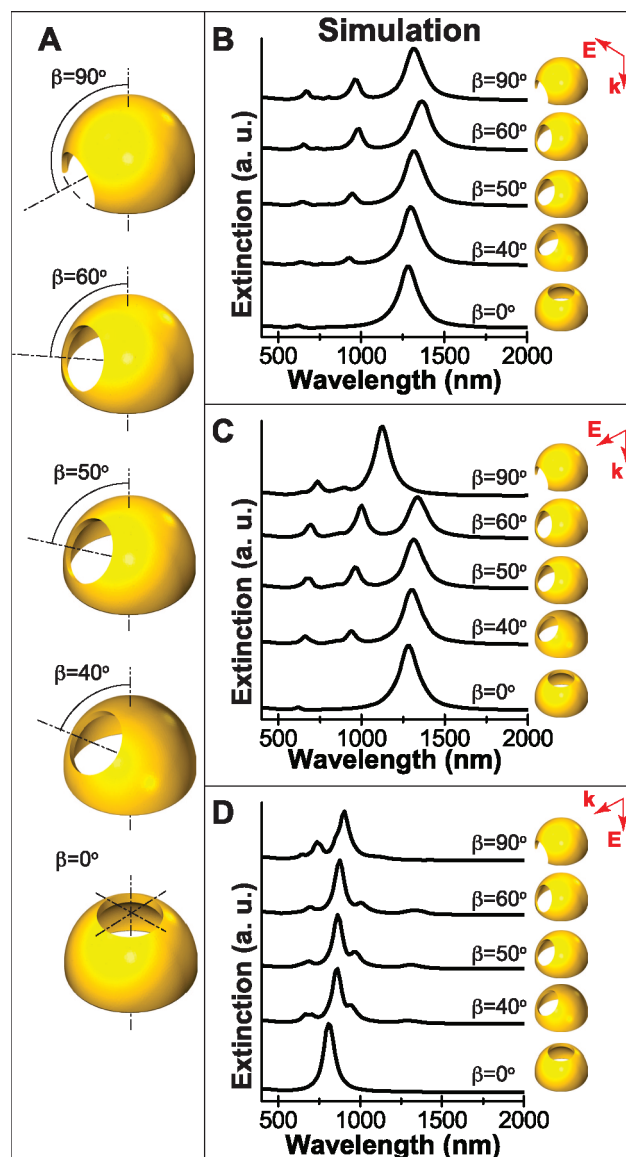 A
β=90°
β=60°
β=50°
β=40°
β=0°
B
Simulation
E
k
β=90°
β=60°
β=50°
β=40°
β=0°
Extinction (a. u.)
500 1000 1500 2000
Wavelength (nm)
C
E
k
β=90°
β=60°
β=50°
β=40°
β=0°
Extinction (a. u.)
500 1000 1500 2000
Wavelength (nm)
D
k
E
β=90°
β=60°
β=50°
β=40°
β=0°
Extinction (a. u.)
500 1000 1500 2000
Wavelength (nm)